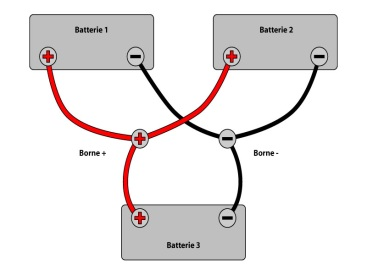 Batterie 1
Batterie 2
Borne +
Borne -
Batterie 3